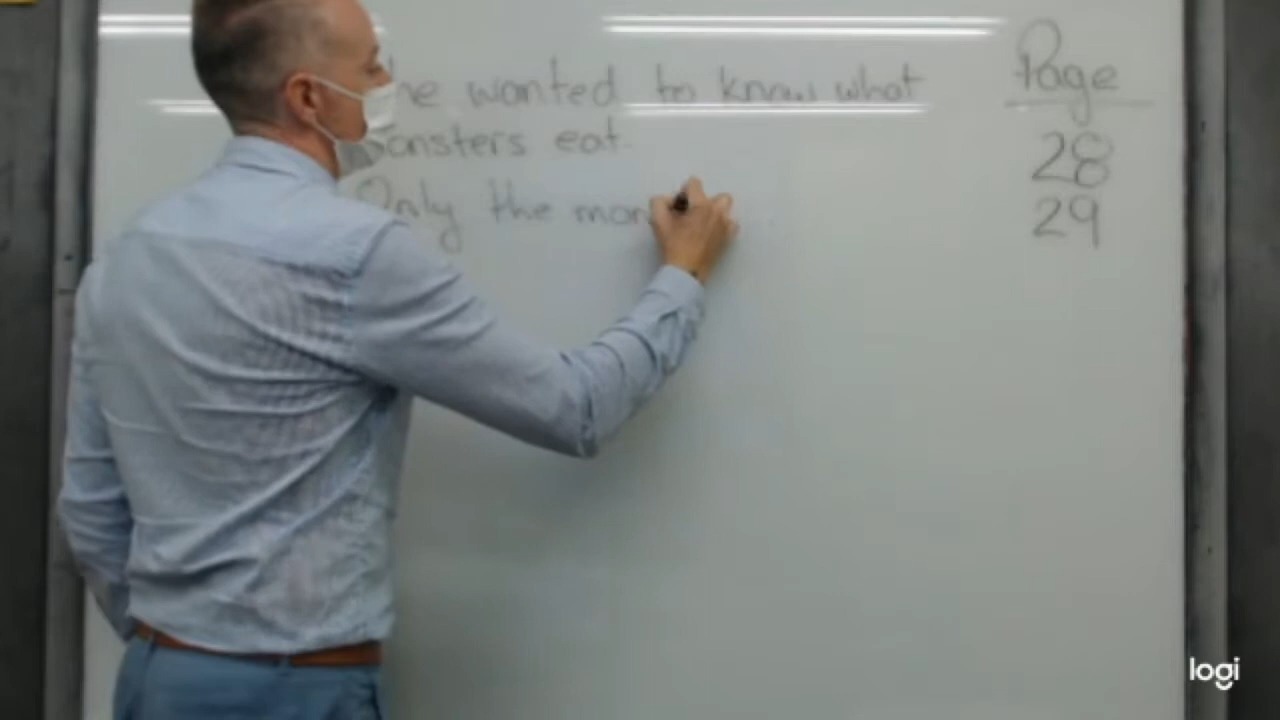 he wanted to know what
onsters eat.
Only the mon
Page
28
29
logi